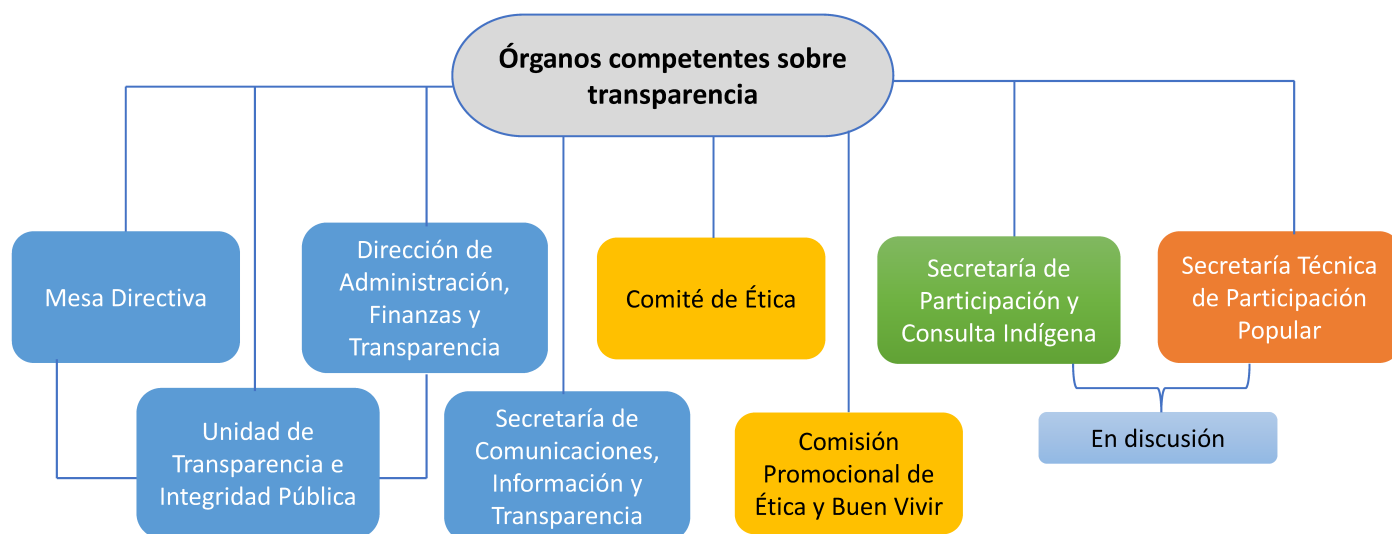 Órganos competentes sobre
transparencia
Mesa Directiva
Dirección de
Administración,
Finanzas y
Transparencia
Comité de Ética
Secretaría de
Participación y
Consulta Indígena
Secretaría Técnica
de Participación
Popular
Unidad de
Transparencia e
Integridad Pública
Secretaría de
Comunicaciones,
Información y
Transparencia
Comisión
Promocional de
Ética y Buen Vivir
En discusión